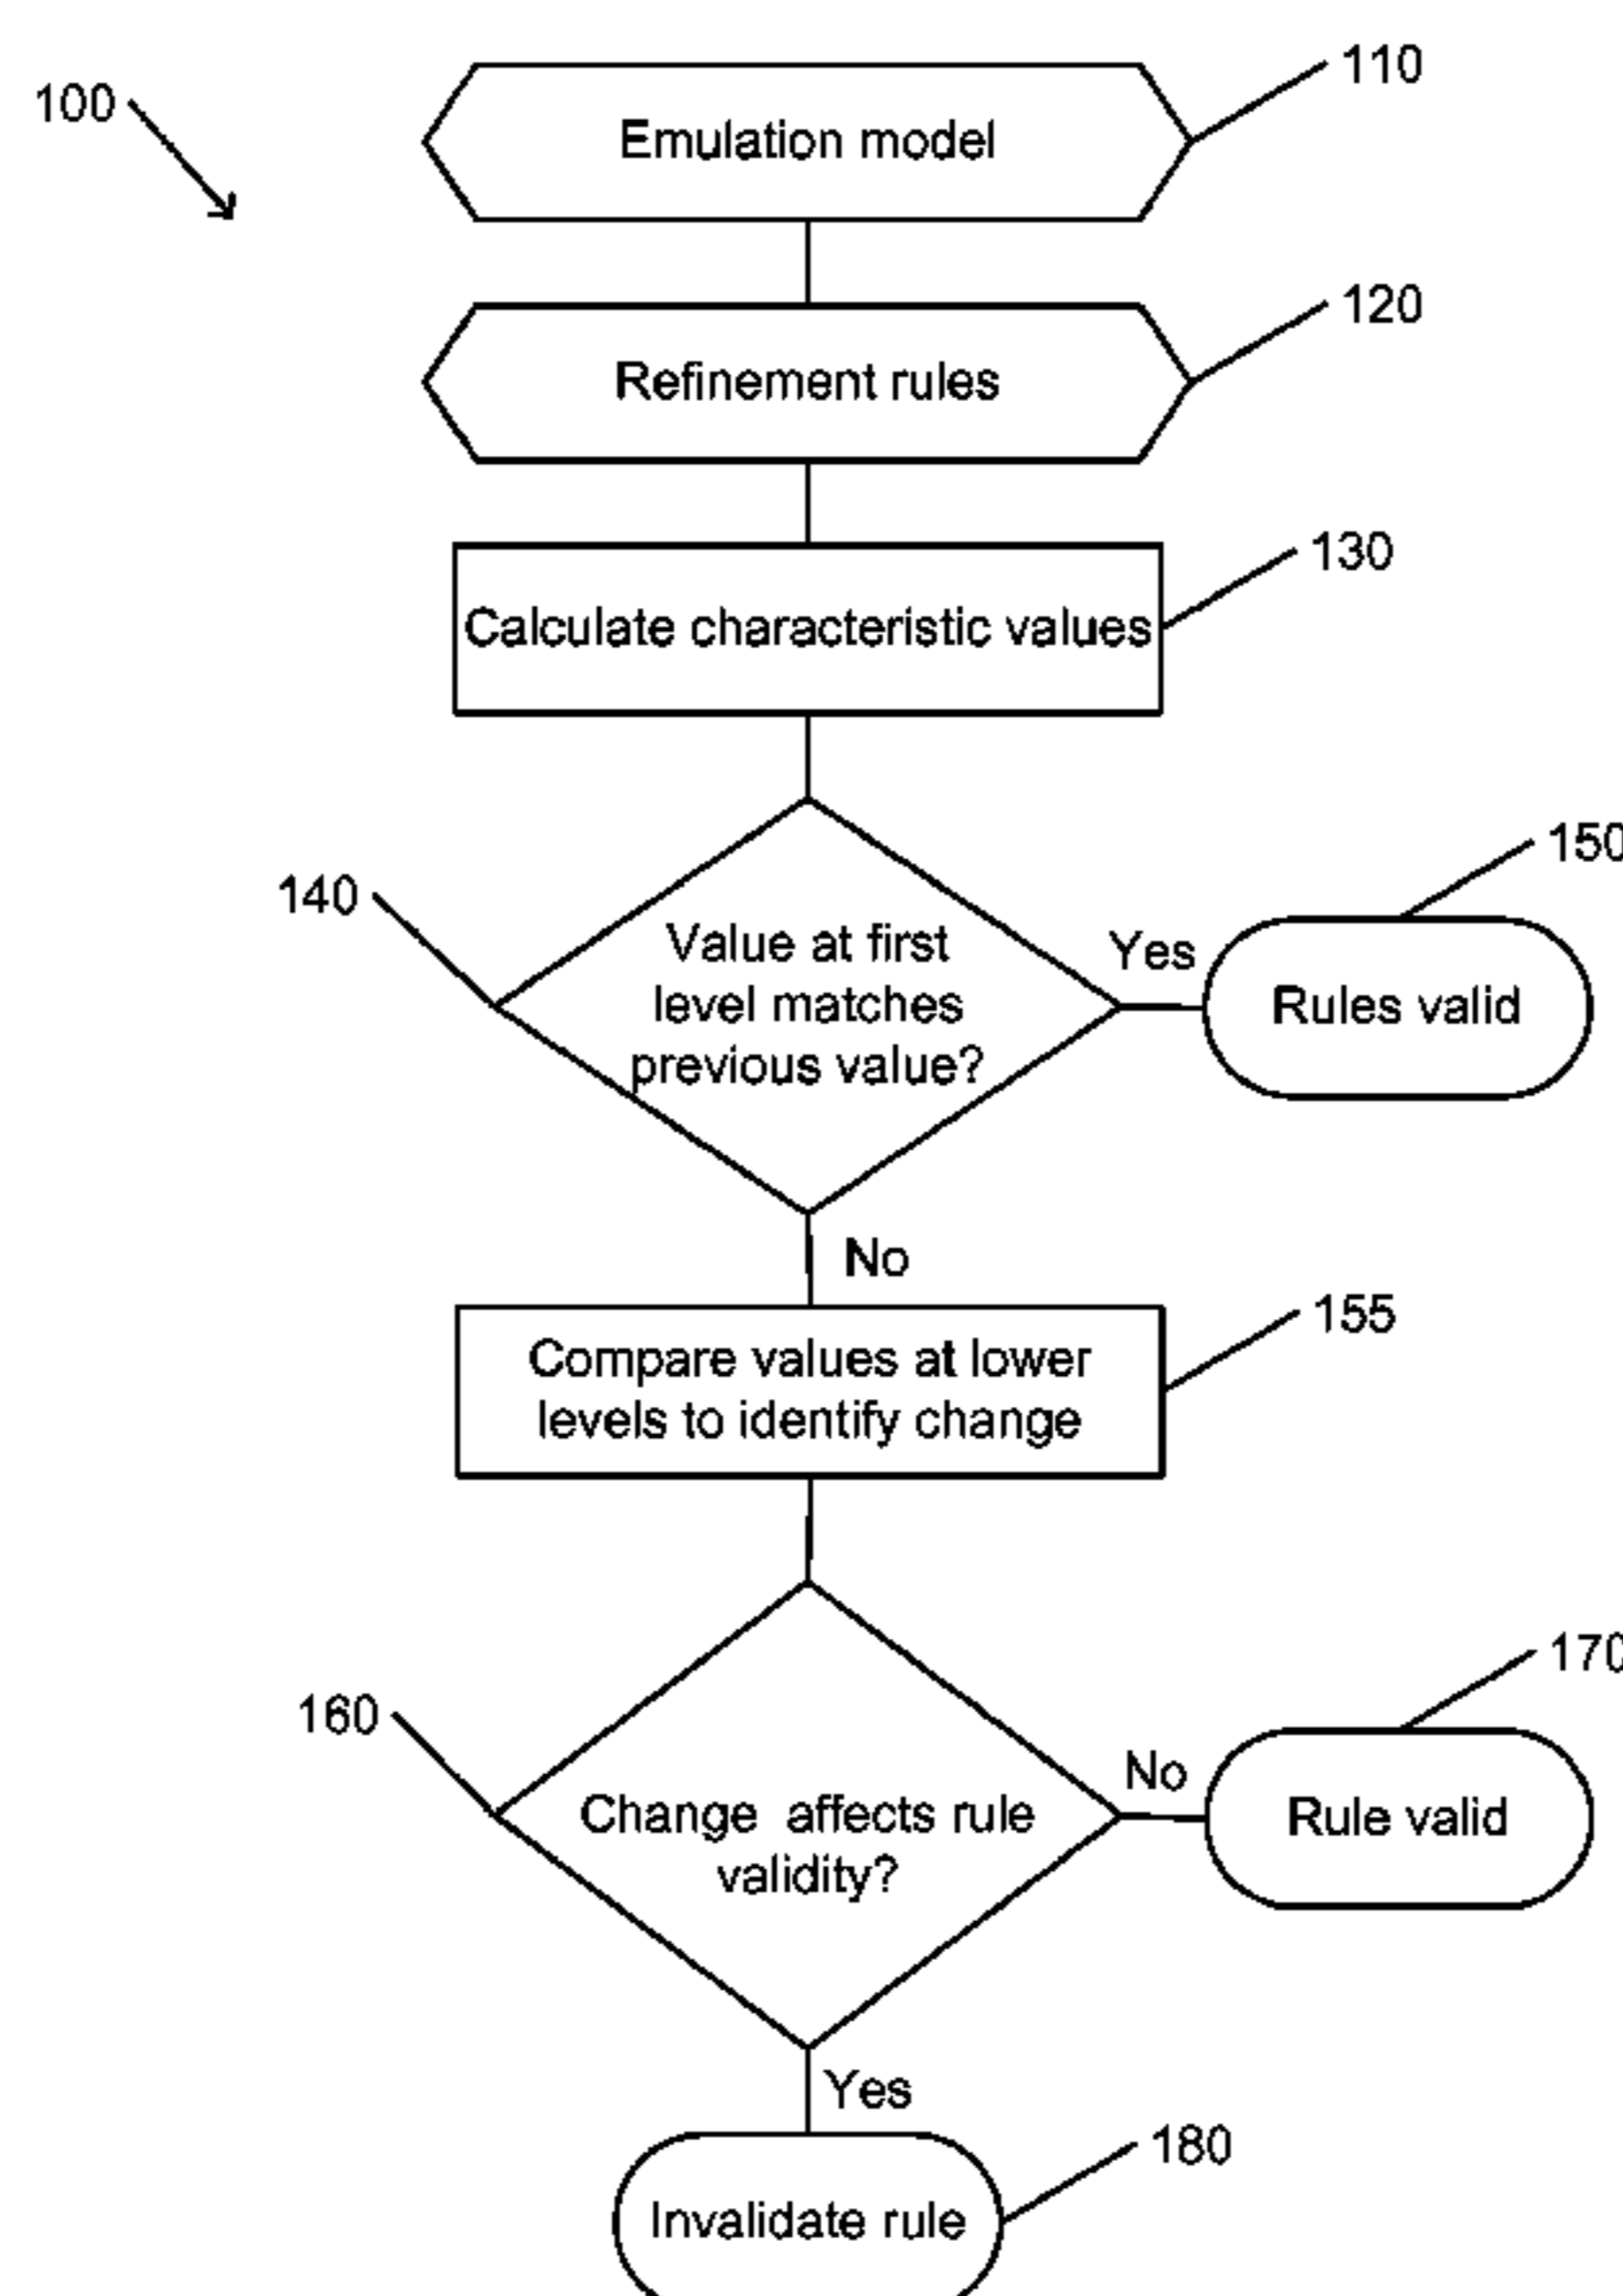 100
110
Emulation model
120
Refinement rules
130
Calculate characteristic values
140
Value at first
level matches
previous value?
Yes
150
Rules valid
No
155
Compare values at lower
levels to identify change
160
Change affects rule
validity?
No
170
Rule valid
Yes
180
Invalidate rule